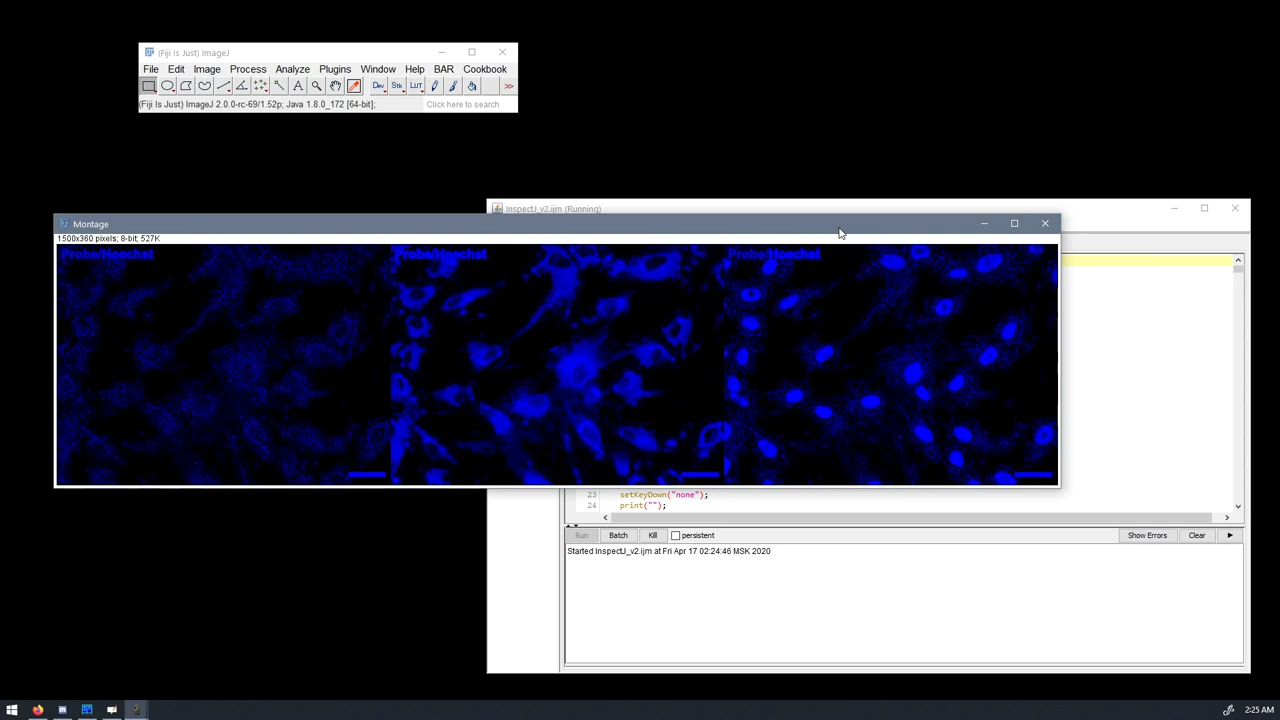 (Fiji Is Just) ImageJ
File Edit Image Process Analyze Plugins Window Help BAR Cookbook
Dev Stk LUT >>
(Fiji Is Just) ImageJ 2.0.0-rc-69/1.52p; Java 1.8.0_172 [64-bit];
Click here to search
InspectJ_v2.ijm (Running)
Montage
1500x360 pixels; 8-bit; 527K
Probe/Hoechst Probe/Hoechst Probe/Hoechst
23 setKeyDown("none");
24 print("");
Run Batch Kill persistent Show Errors Clear
Started InspectJ_v2.ijm at Fri Apr 17 02:24:46 MSK 2020
2:25 AM